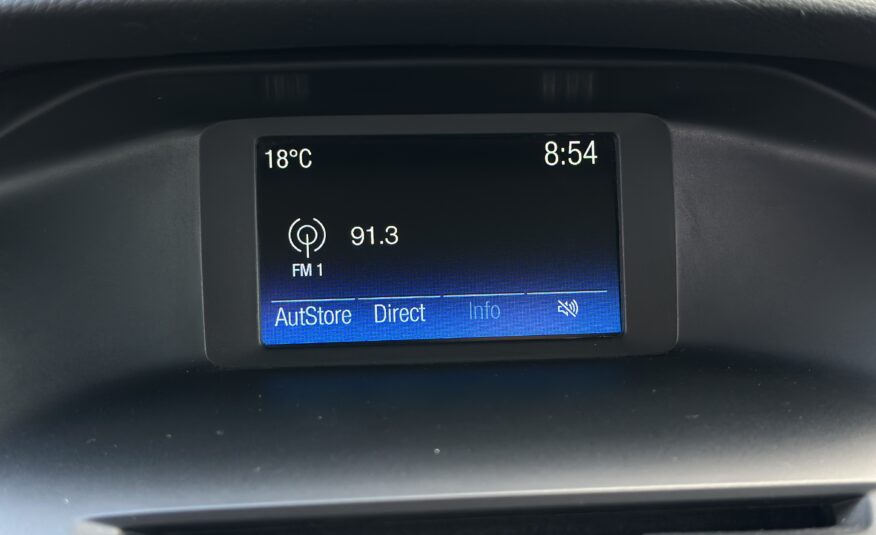 18°C 8:54
91.3
FM 1
AutStore Direct Info